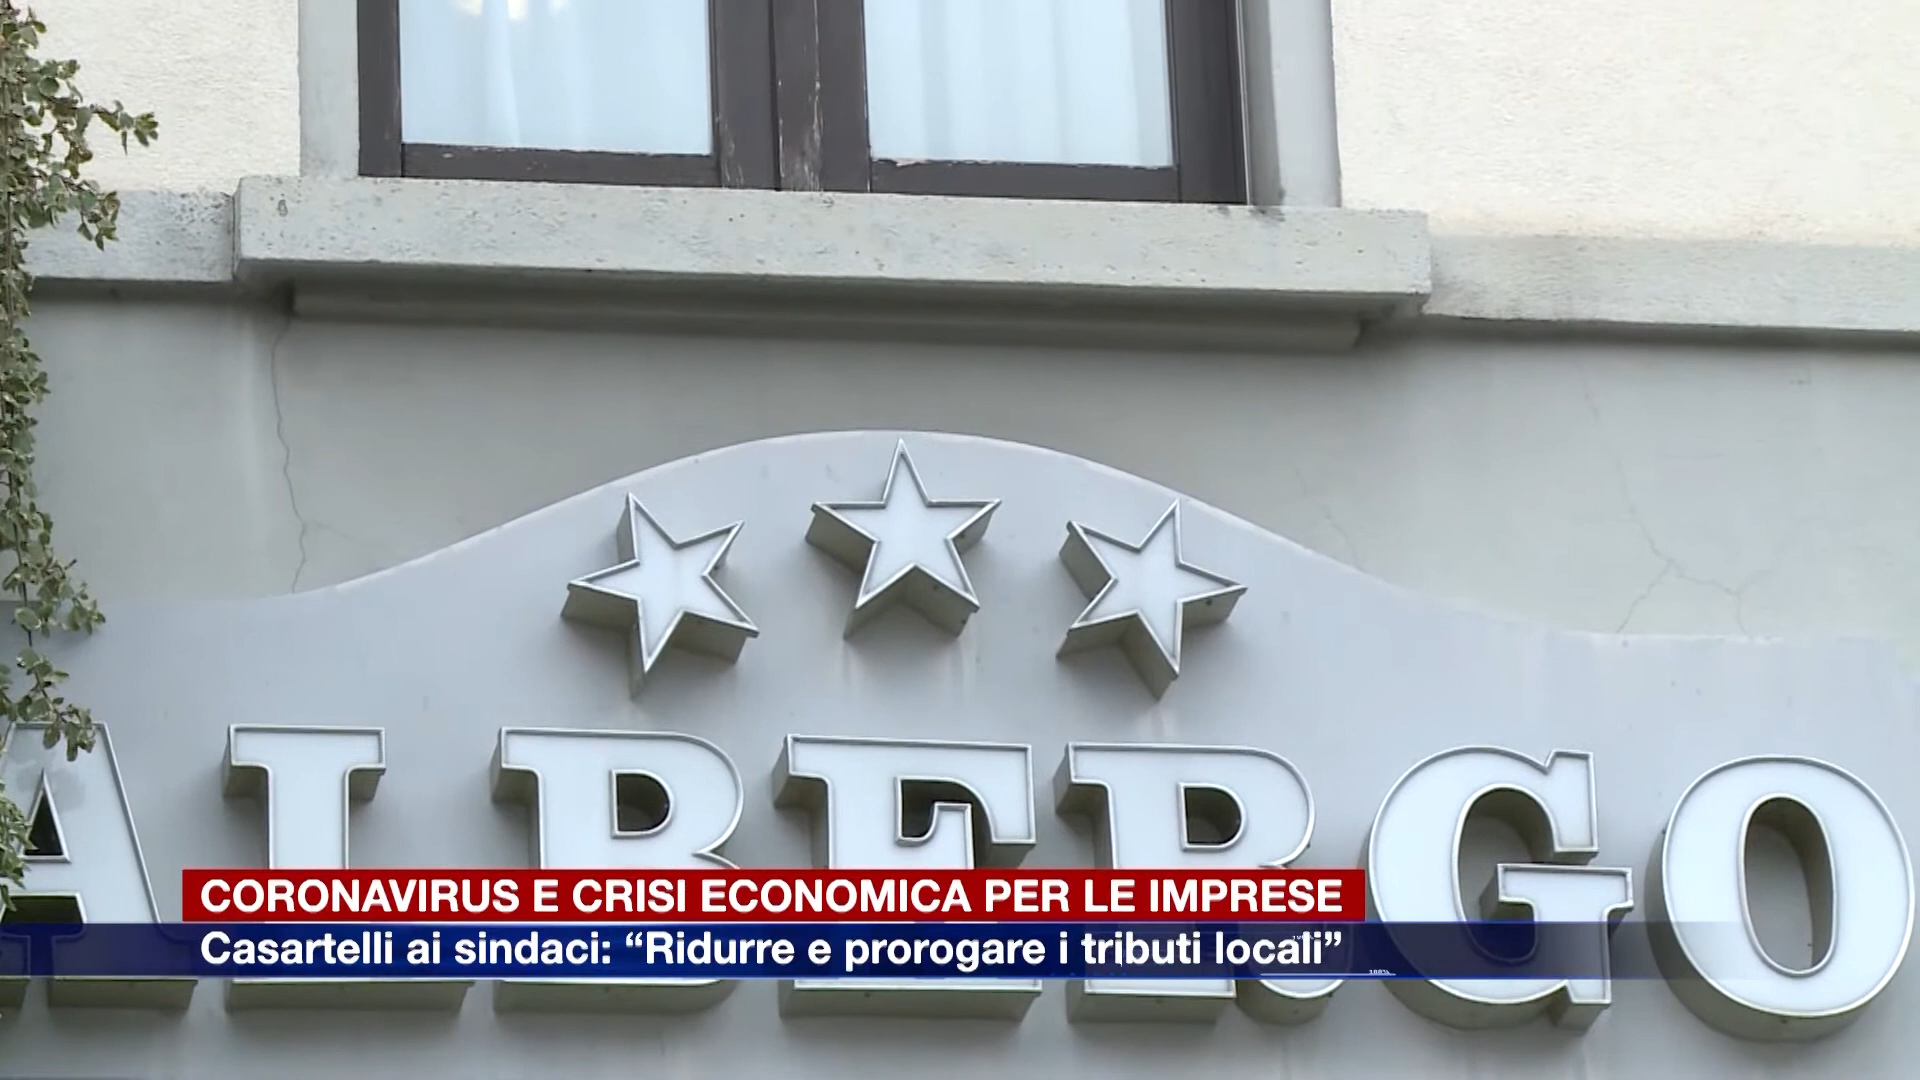 ALBERGO
CORONAVIRUS E CRISI ECONOMICA PER LE IMPRESE
Casartelli ai sindaci: “Ridurre e prorogare i tributi locali”